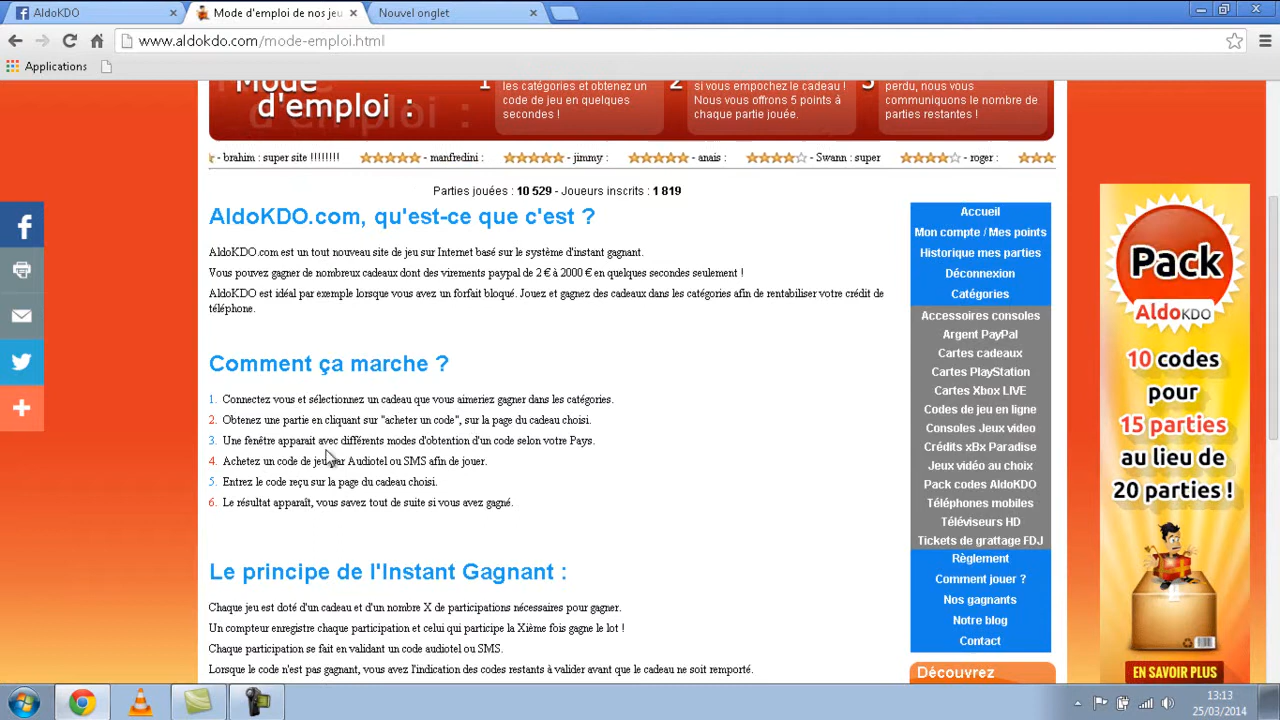 AldoKDO
Mode d'emploi de nos jeu
Nouvel onglet
www.aldokdo.com/mode-emploi.html
Applications
Mode
d'emploi :
1
les catégories et obtenez un
code de jeu en quelques
secondes !
2
si vous empochez le cadeau !
Nous vous offrons 5 points á
chaque partie jouée.
3
perdu, nous vous
communiquons le nombre de
parties restantes !
- brahim : super site !!!!!!!! - manfredini : - jimmy : - anais : - Swann : super - roger :
Parties jouées : 10 529 - Joueurs inscrits : 1 819
AldoKDO.com, qu'est-ce que c'est ?
AldoKDO.com est un tout nouveau site de jeu sur Internet basé sur le système d'instant gagnant.
Vous pouvez gagner de nombreux cadeaux dont des virements paypal de 2 € à 2000 € en quelques secondes seulement !
AldoKDO est idéal par exemple lorsque vous avez un forfait bloqué. Jouez et gagnez des cadeaux dans les catégories afin de rentabiliser votre crédit de
téléphone.
Comment ça marche ?
1. Connectez vous et sélectionnez un cadeau que vous aimeriez gagner dans les catégories.
2. Obtenez une partie en cliquant sur "acheter un code", sur la page du cadeau choisi.
3. Une fenêtre apparait avec différents modes d'obtention d'un code selon votre Pays.
4. Achetez un code de jeu par Audiotel ou SMS afin de jouer.
5. Entrez le code reçu sur la page du cadeau choisi.
6. Le résultat apparaît, vous savez tout de suite si vous avez gagné.
Le principe de l'Instant Gagnant :
Chaque jeu est doté d'un cadeau et d'un nombre X de participations nécessaires pour gagner.
Un compteur enregistre chaque participation et celui qui participe la Xième fois gagne le lot !
Chaque participation se fait en validant un code audiotel ou SMS.
Lorsque le code n'est pas gagnant, vous avez l'indication des codes restants à valider avant que le cadeau ne soit remporté.
Accueil
Mon compte / Mes points
Historique mes parties
Déconnexion
Catégories
Accessoires consoles
Argent PayPal
Cartes cadeaux
Cartes PlayStation
Cartes Xbox LIVE
Codes de jeu en ligne
Consoles Jeux video
Crédits xBx Paradise
Jeux vidéo au choix
Pack codes AldoKDO
Téléphones mobiles
Téléviseurs HD
Tickets de grattage FDJ
Règlement
Comment jouer ?
Nos gagnants
Notre blog
Contact
Découvrez
Pack
AldoKDO
10 codes
pour
15 parties
au lieu de
20 parties !
EN SAVOIR PLUS
13:13
25/03/2014